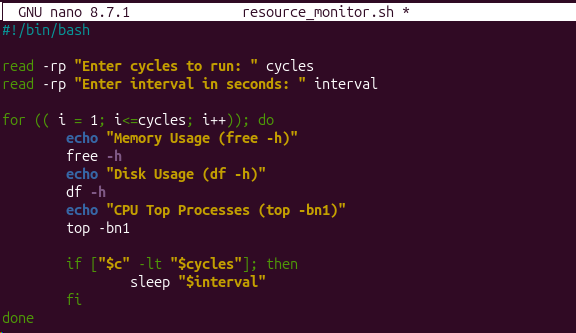 GNU nano 8.7.1 resource_monitor.sh *
#!/bin/bash
read -rp "Enter cycles to run: " cycles
read -rp "Enter interval in seconds: " interval
for (( i = 1; i<=cycles; i++)); do
echo "Memory Usage (free -h)"
free -h
echo "Disk Usage (df -h)"
df -h
echo "CPU Top Processes (top -bn1)"
top -bn1
if ["$c" -lt "$cycles"]; then
sleep "$interval"
fi
done